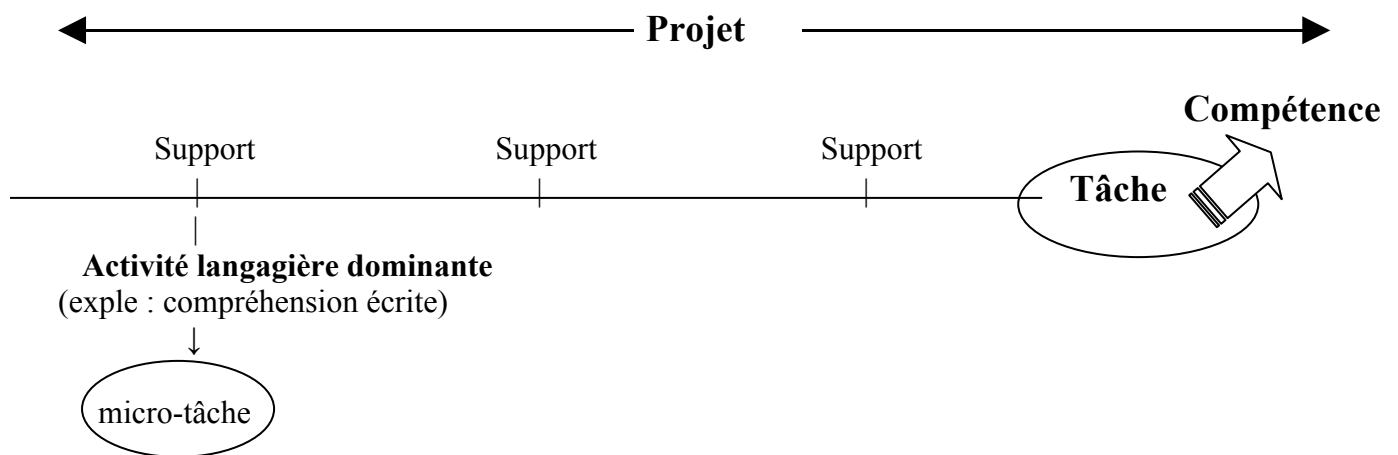 Projet
Compétence
Support
Support
Support
Tâche
Activité langagière dominante
(exple : compréhension écrite)
micro-tâche